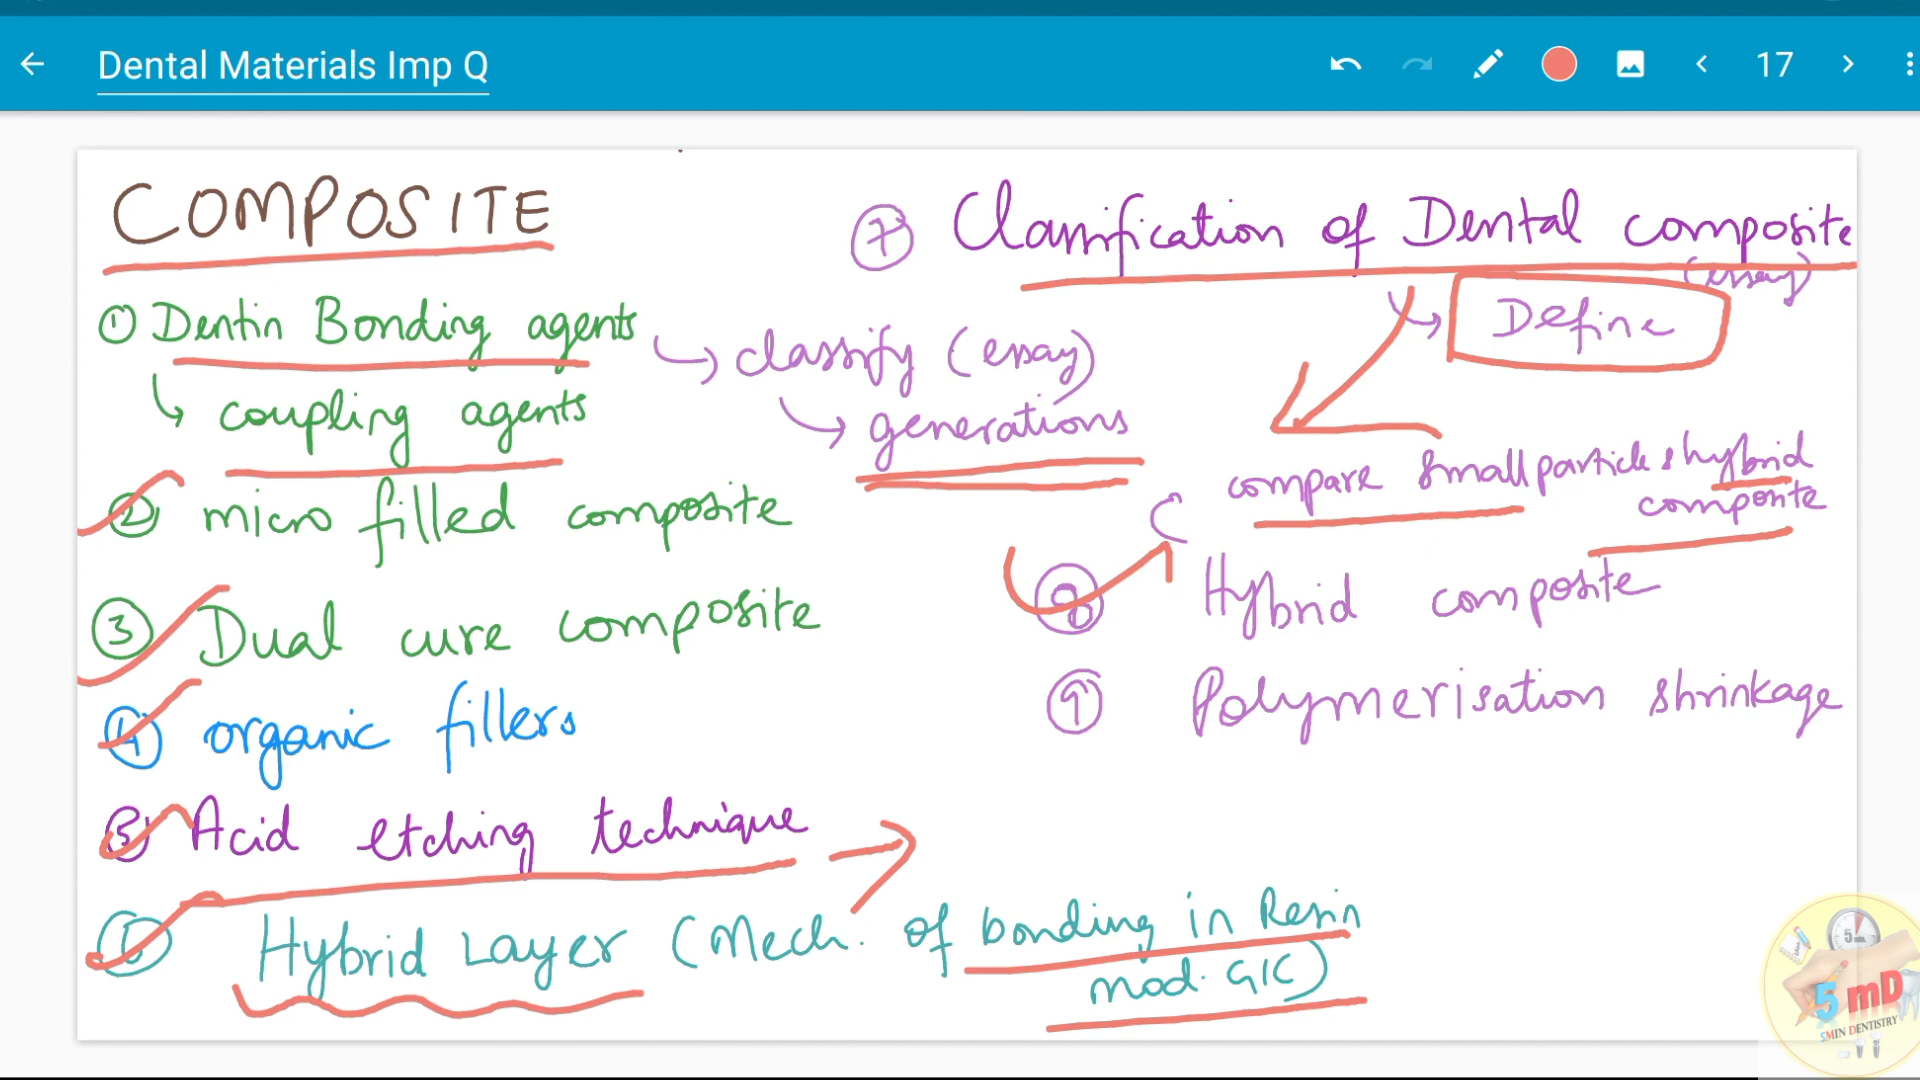 Dental Materials Imp Q
17
COMPOSITE
① Dentin Bonding agents
↳ coupling agents
→ classify (essay)
→ generations
② micro filled composite
③ Dual cure composite
④ organic fillers
⑤ Acid etching technique
⑥ Hybrid Layer (Mech. of bonding in Resin
mod. GIC)
⑦ Classification of Dental composite
(essay)
→ Define
compare small particle & hybrid
composite
⑧ Hybrid composite
⑨ Polymerisation shrinkage
5 min
5 mD
5MIN DENTISTRY